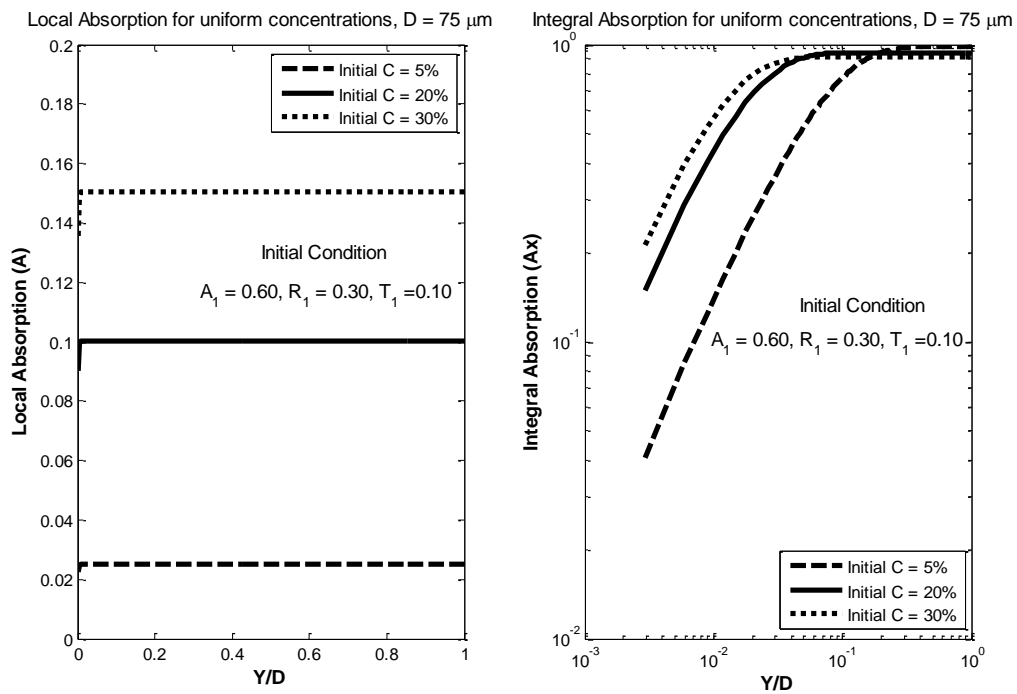 Local Absorption for uniform concentrations, D = 75 μm
0.2
0.18
0.16
0.14
0.12
0.1
0.08
0.06
0.04
0.02
0
Local Absorption (A)
Initial C = 5%
Initial C = 20%
Initial C = 30%
Initial Condition
A1 = 0.60, R1 = 0.30, T1 =0.10
0 0.2 0.4 0.6 0.8 1
Y/D
Integral Absorption for uniform concentrations, D = 75 μm
10^0
10^-1
10^-2
Integral Absorption (Ax)
Initial Condition
A1 = 0.60, R1 = 0.30, T1 =0.10
Initial C = 5%
Initial C = 20%
Initial C = 30%
10^-3 10^-2 10^-1 10^0
Y/D